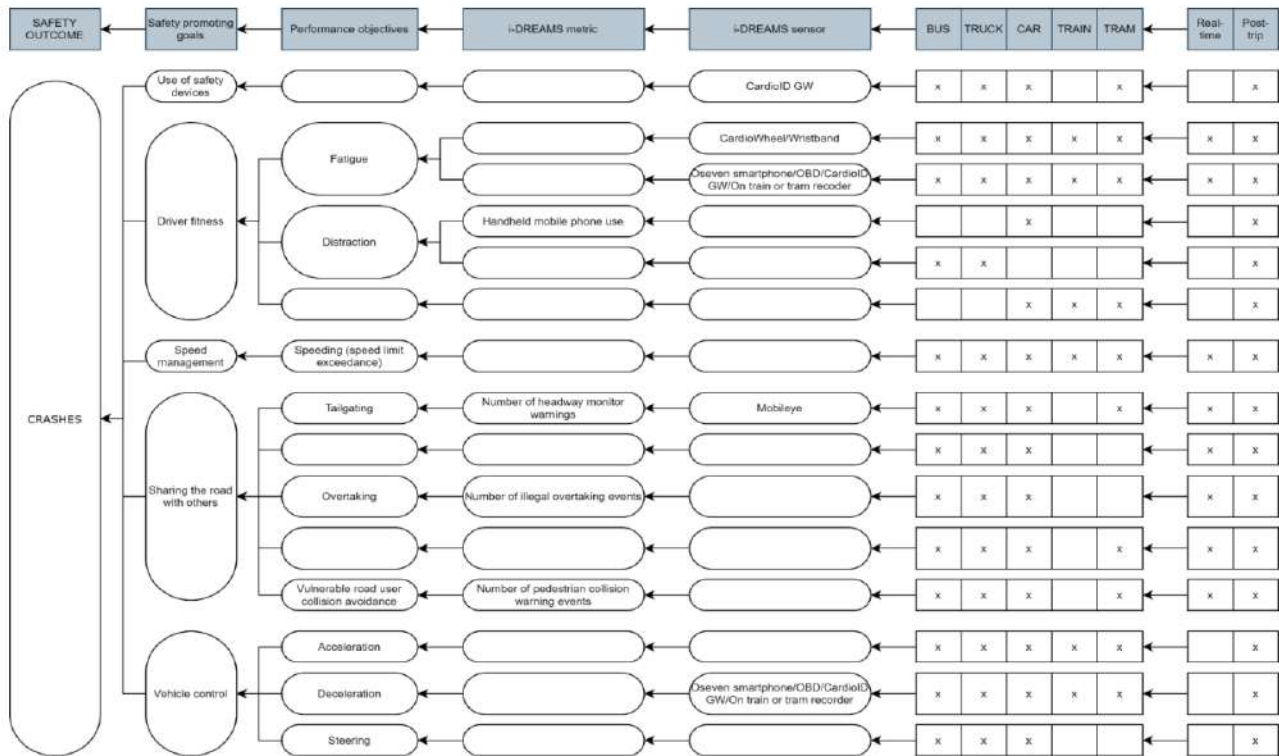 SAFETY OUTCOME
Safety promoting goals
Performance objectives
i-DREAMS metric
i-DREAMS sensor
BUS TRUCK CAR TRAIN TRAM
Real-time
Post-trip
Use of safety devices
CardioID GW
x x x x x
Fatigue
CardioWheel/Wristband
x x x x x x x
Oseven smartphone/OBD/CardioID
GW/On train or tram recoder
x x x x x x x
Driver fitness
Distraction
Handheld mobile phone use
x x
x x x
x x x x
Speed management
Speeding (speed limit exceedance)
x x x x x x x
CRASHES
Sharing the road with others
Tailgating
Number of headway monitor warnings
Mobileye
x x x x x x
x x x x x
Overtaking
Number of illegal overtaking events
x x x x x
x x x x x x
Vulnerable road user collision avoidance
Number of pedestrian collision warning events
x x x x x x
Vehicle control
Acceleration
x x x x x x
Deceleration
Oseven smartphone/OBD/CardioID
GW/On train or tram recorder
x x x x x x
Steering
x x x x